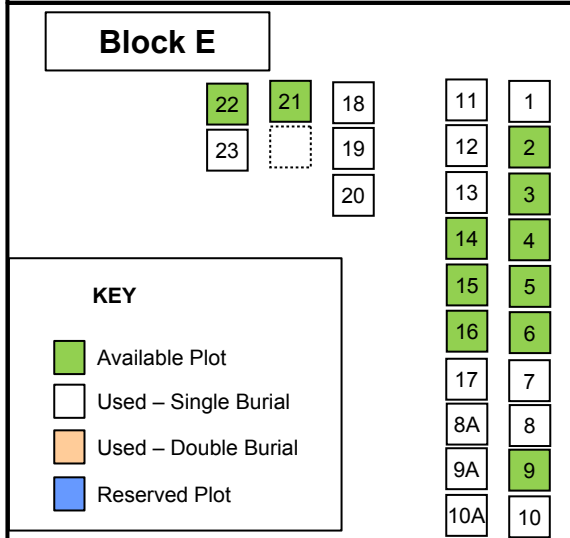 Block E
22 21 18 11 1
23 19 12 2
20 13 3
14 4
15 5
16 6
17 7
8A 8
9A 9
10A 10
KEY
Available Plot
Used – Single Burial
Used – Double Burial
Reserved Plot